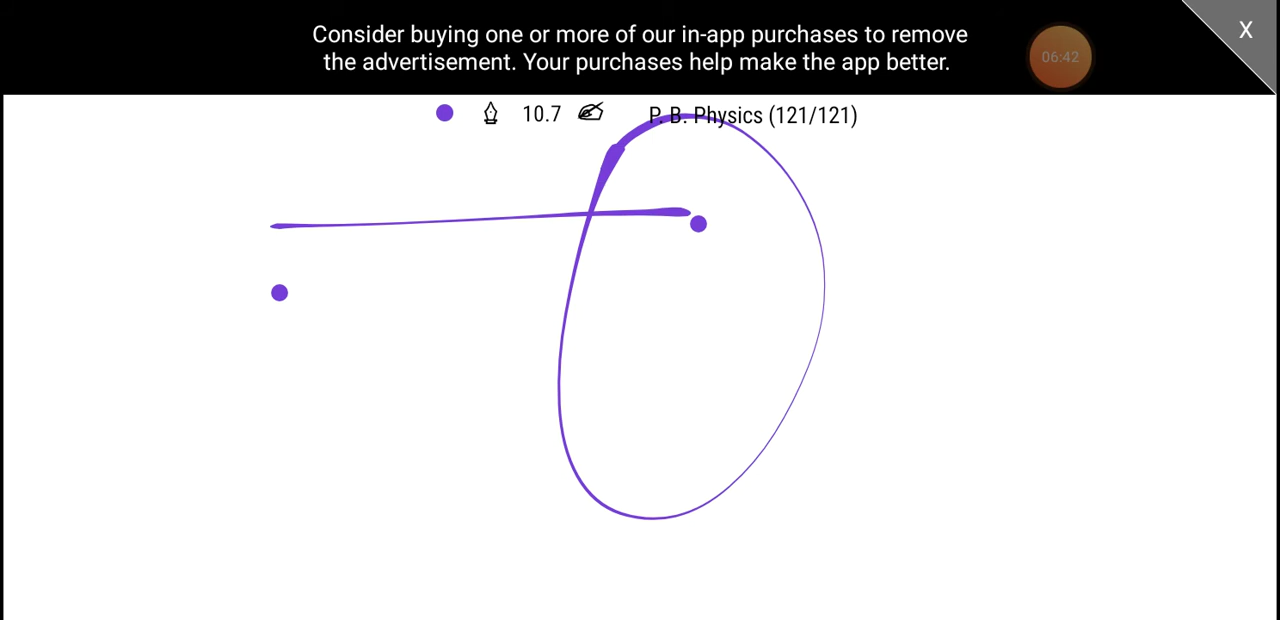 Consider buying one or more of our in-app purchases to remove
the advertisement. Your purchases help make the app better.
06:42
X
10.7 P. B. Physics (121/121)